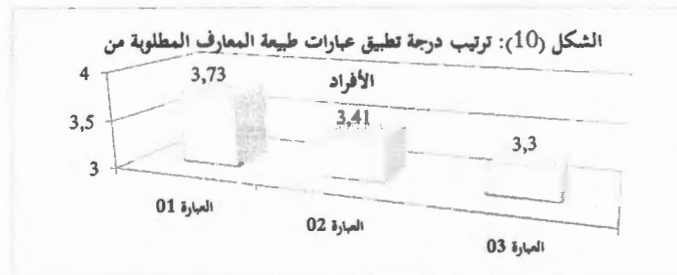 الشكل (10): ترتيب درجة تطبيق عبارات طبيعة المعارف المطلوبة من
الأفراد
4
3,5
3
3,73
3,41
3,3
العبارة 01
العبارة 02
العبارة 03